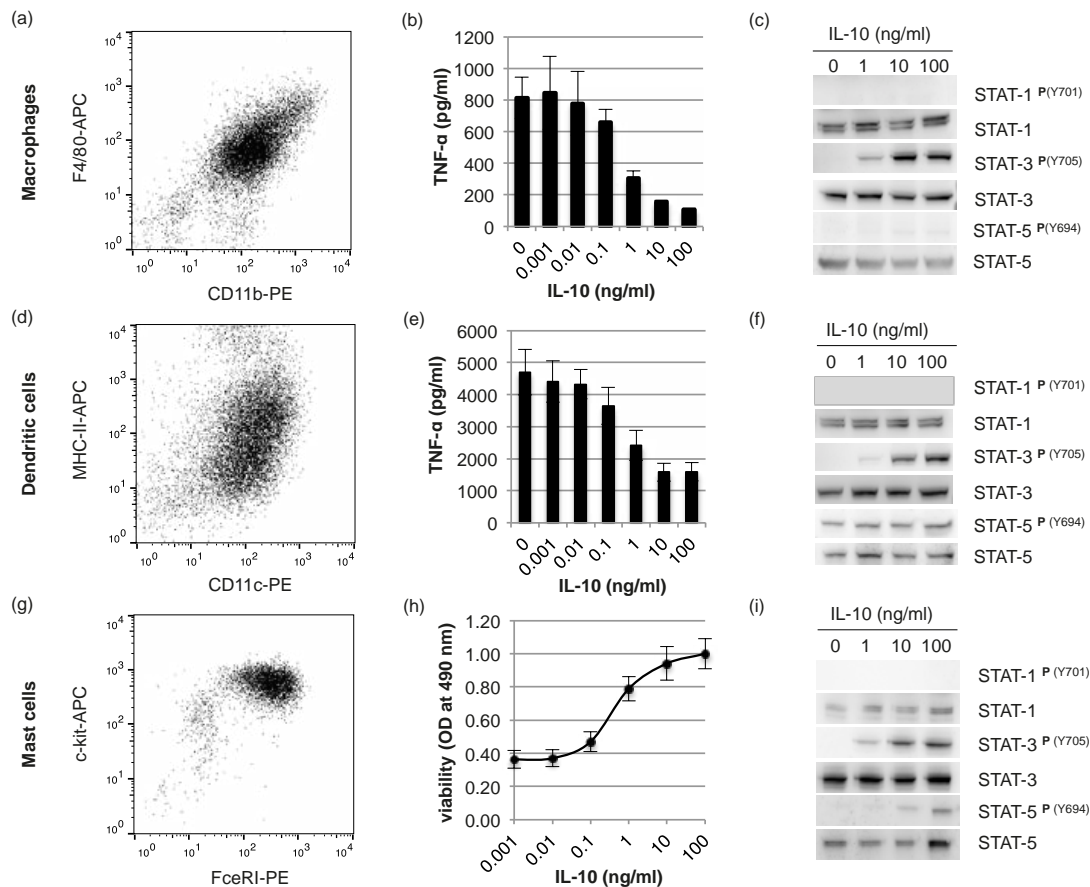 (a)
Macrophages
F4/80-APC
10⁴
10³
10²
10¹
10⁰
10⁰ 10¹ 10² 10³ 10⁴
CD11b-PE
(b)
TNF-α (pg/ml)
1200
1000
800
600
400
200
0
0 0.001 0.01 0.1 1 10 100
IL-10 (ng/ml)
(c)
IL-10 (ng/ml)
0 1 10 100
STAT-1 P(Y701)
STAT-1
STAT-3 P(Y705)
STAT-3
STAT-5 P(Y694)
STAT-5
(d)
Dendritic cells
MHC-II-APC
10⁴
10³
10²
10¹
10⁰
10⁰ 10¹ 10² 10³ 10⁴
CD11c-PE
(e)
TNF-α (pg/ml)
6000
5000
4000
3000
2000
1000
0
0 0.001 0.01 0.1 1 10 100
IL-10 (ng/ml)
(f)
IL-10 (ng/ml)
0 1 10 100
STAT-1 P (Y701)
STAT-1
STAT-3 P (Y705)
STAT-3
STAT-5 P (Y694)
STAT-5
(g)
Mast cells
c-kit-APC
10⁴
10³
10²
10¹
10⁰
10⁰ 10¹ 10² 10³ 10⁴
FceRI-PE
(h)
viability (OD at 490 nm)
1.20
1.00
0.80
0.60
0.40
0.20
0.00
0.001 0.01 0.1 1 10 100
IL-10 (ng/ml)
(i)
IL-10 (ng/ml)
0 1 10 100
STAT-1 P (Y701)
STAT-1
STAT-3 P (Y705)
STAT-3
STAT-5 P (Y694)
STAT-5